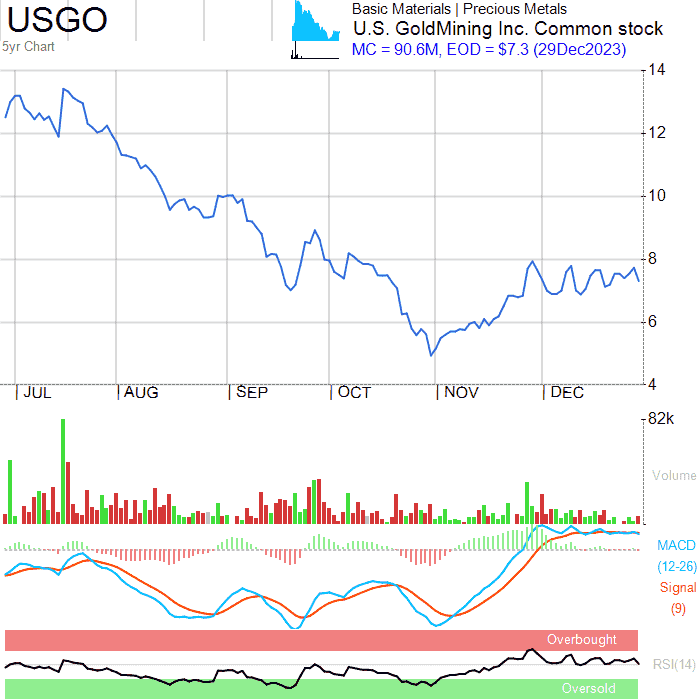 USGO
5yr Chart
Basic Materials | Precious Metals
U.S. GoldMining Inc. Common stock
MC = 90.6M, EOD = $7.3 (29Dec2023)
14
12
10
8
6
4
| JUL | AUG | SEP | OCT | NOV | DEC
82k
Volume
MACD
(12-26)
Signal
(9)
Overbought
RSI(14)
Oversold